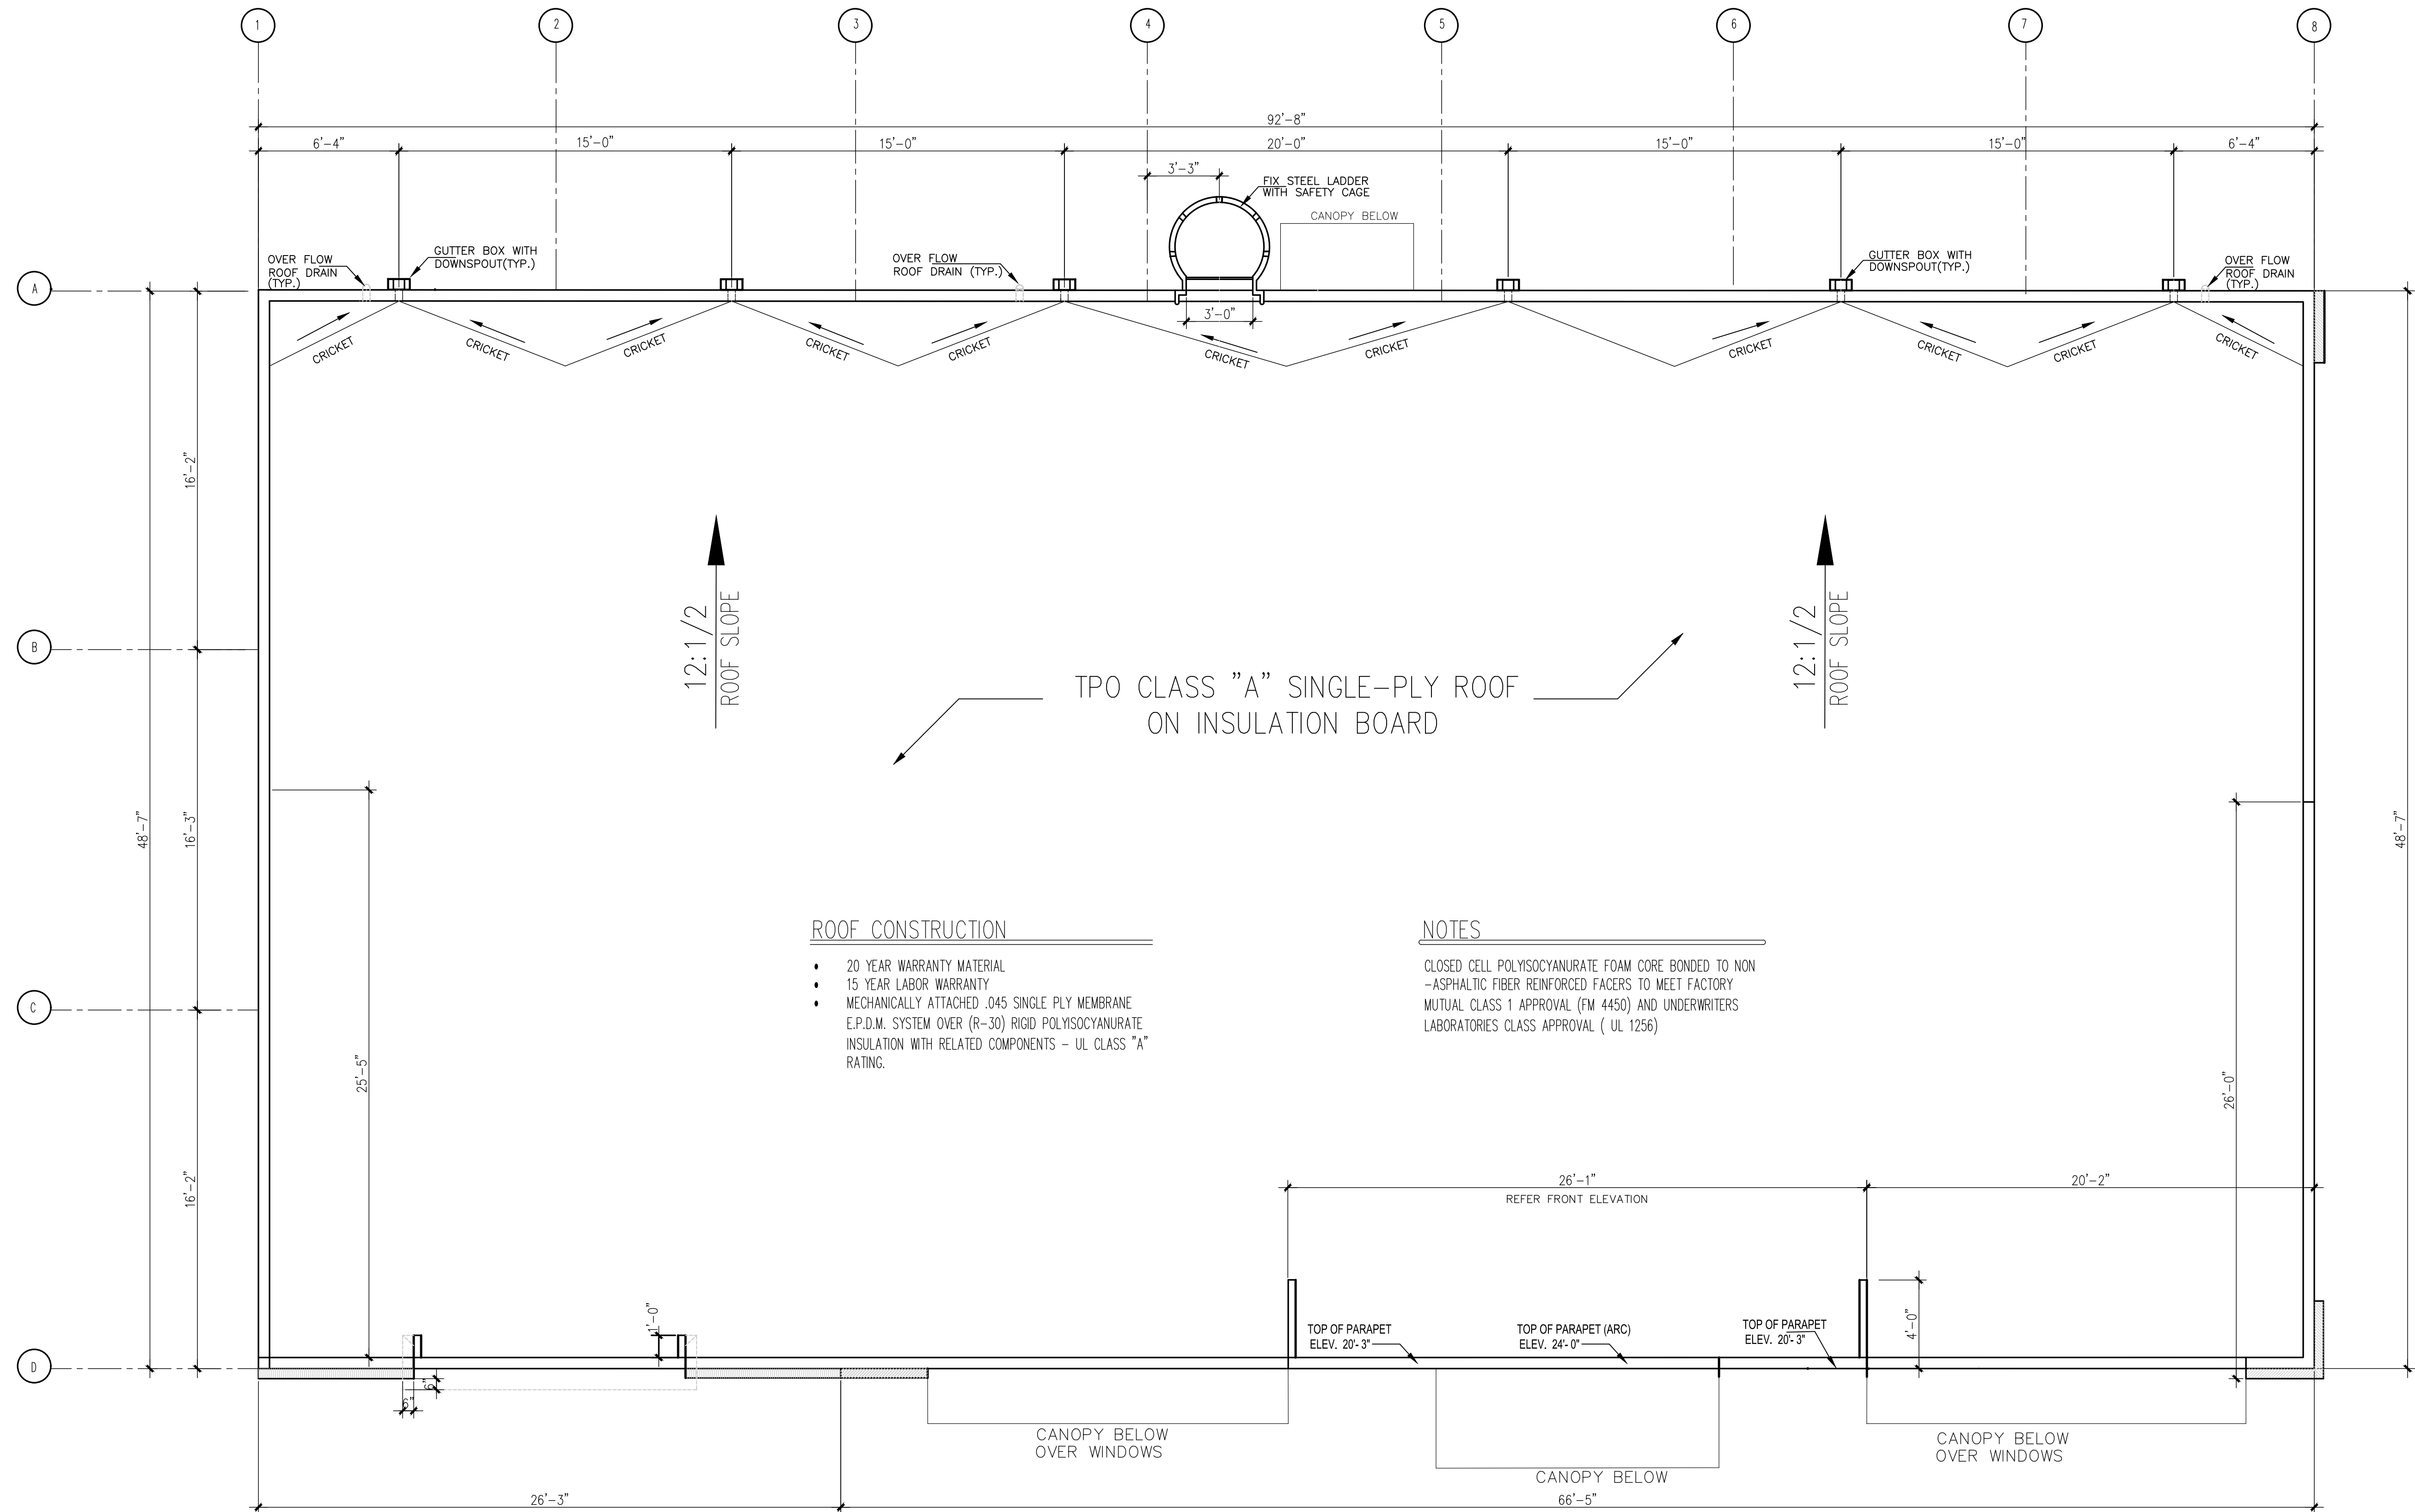 1
2
3
4
5
6
7
8
92'-8"
6'-4"
15'-0"
15'-0"
20'-0"
15'-0"
15'-0"
6'-4"
3'-3"
FIX STEEL LADDER
WITH SAFETY CAGE
CANOPY BELOW
OVER FLOW
ROOF DRAIN
(TYP.)
GUTTER BOX WITH
DOWNSPOUT(TYP.)
OVER FLOW
ROOF DRAIN (TYP.)
GUTTER BOX WITH
DOWNSPOUT(TYP.)
OVER FLOW
ROOF DRAIN
(TYP.)
A
3'-0"
CRICKET
CRICKET
CRICKET
CRICKET
CRICKET
CRICKET
CRICKET
CRICKET
CRICKET
CRICKET
CRICKET
16'-2"
12:1/2
ROOF SLOPE
12:1/2
ROOF SLOPE
B
TPO CLASS "A" SINGLE-PLY ROOF
ON INSULATION BOARD
48'-7"
16'-3"
48'-7"
ROOF CONSTRUCTION
• 20 YEAR WARRANTY MATERIAL
• 15 YEAR LABOR WARRANTY
• MECHANICALLY ATTACHED .045 SINGLE PLY MEMBRANE
E.P.D.M. SYSTEM OVER (R-30) RIGID POLYISOCYANURATE
INSULATION WITH RELATED COMPONENTS - UL CLASS "A"
RATING.
NOTES
CLOSED CELL POLYISOCYANURATE FOAM CORE BONDED TO NON
-ASPHALTIC FIBER REINFORCED FACERS TO MEET FACTORY
MUTUAL CLASS 1 APPROVAL (FM 4450) AND UNDERWRITERS
LABORATORIES CLASS APPROVAL ( UL 1256)
C
25'-5"
26'-0"
16'-2"
26'-1"
REFER FRONT ELEVATION
20'-2"
1'-0"
4'-0"
TOP OF PARAPET
ELEV. 20'-3"
TOP OF PARAPET (ARC)
ELEV. 24'-0"
TOP OF PARAPET
ELEV. 20'-3"
D
6"
6"
CANOPY BELOW
OVER WINDOWS
CANOPY BELOW
CANOPY BELOW
OVER WINDOWS
26'-3"
66'-5"